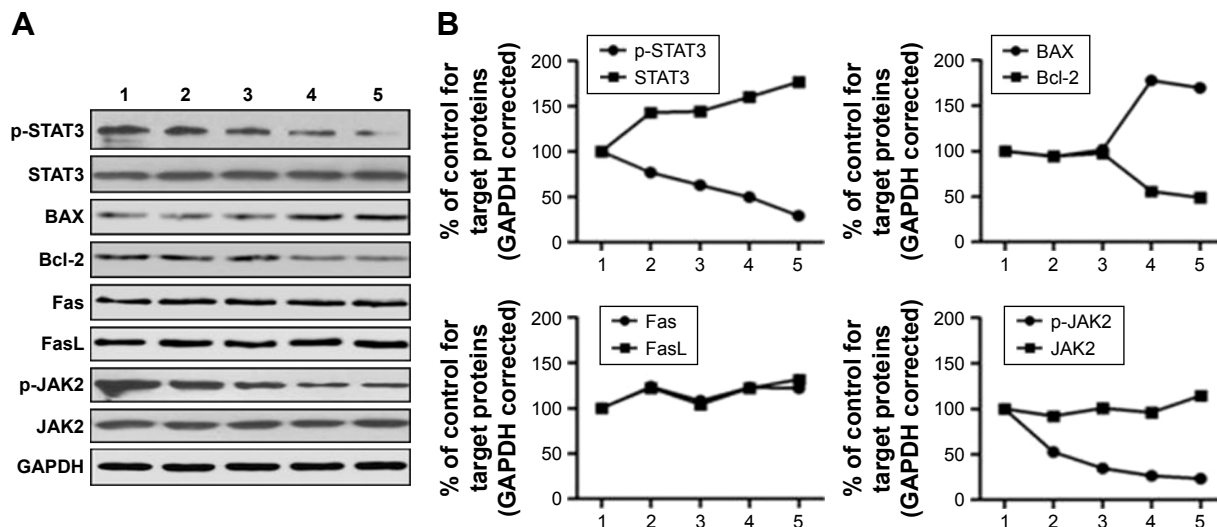 A
1 2 3 4 5
p-STAT3
STAT3
BAX
Bcl-2
Fas
FasL
p-JAK2
JAK2
GAPDH
B
% of control for
target proteins
(GAPDH corrected)
200
150
100
50
0
p-STAT3
STAT3
1 2 3 4 5
% of control for
target proteins
(GAPDH corrected)
200
150
100
50
0
BAX
Bcl-2
1 2 3 4 5
% of control for
target proteins
(GAPDH corrected)
200
150
100
50
0
Fas
FasL
1 2 3 4 5
% of control for
target proteins
(GAPDH corrected)
200
150
100
50
0
p-JAK2
JAK2
1 2 3 4 5